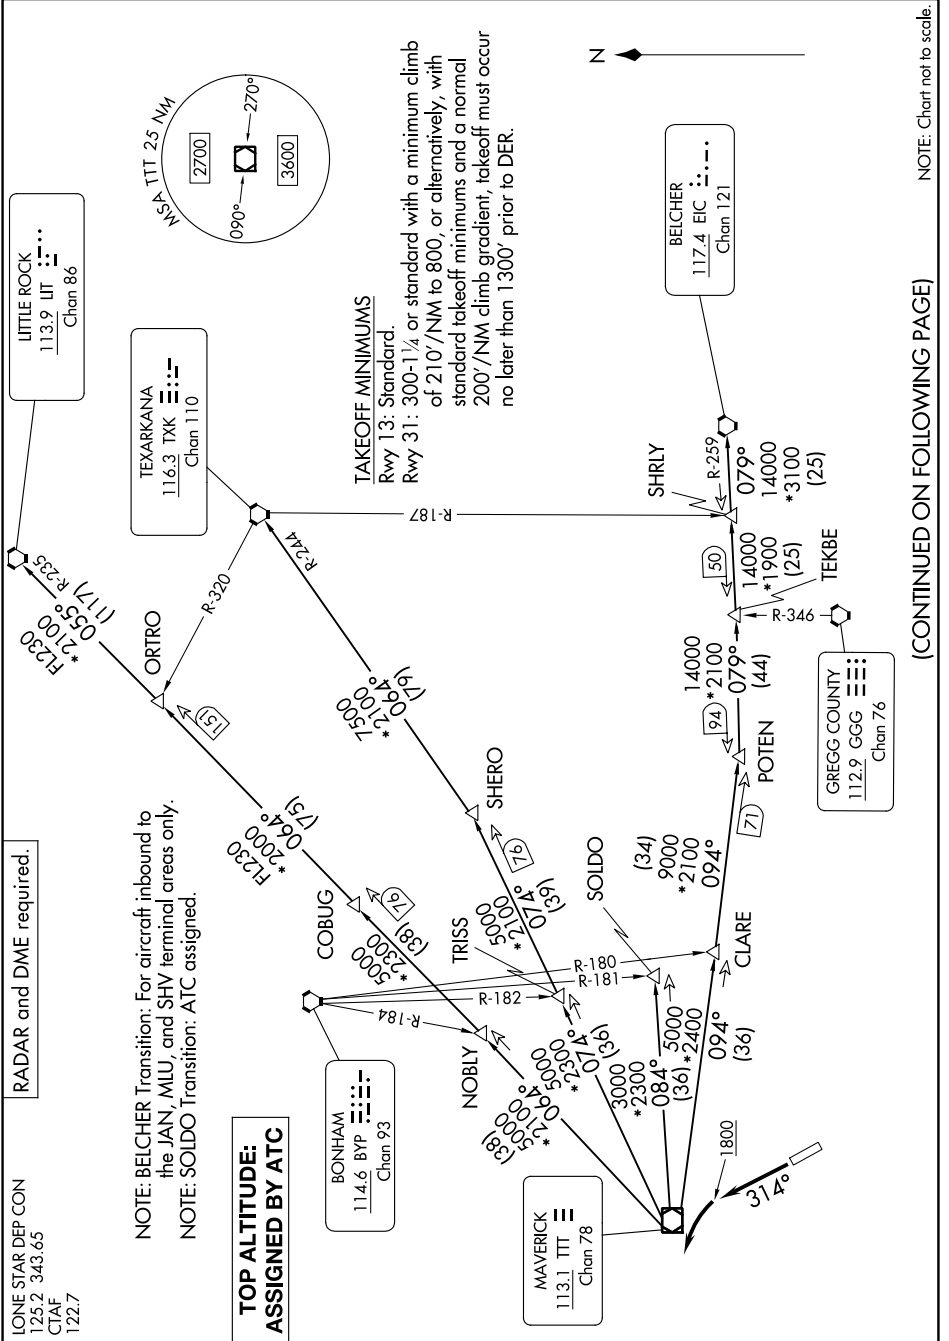 LONE STAR DEP CON
125.2 343.65
CTAF
122.7
RADAR and DME required.
NOTE: BELCHER Transition: For aircraft inbound to
the JAN, MLU, and SHV terminal areas only.
NOTE: SOLDO Transition: ATC assigned.
TOP ALTITUDE:
ASSIGNED BY ATC
LITTLE ROCK
113.9 LIT
Chan 86
MSA TTT 25 NM
2700
090°
270°
3600
TEXARKANA
116.3 TXK
Chan 110
TAKEOFF MINIMUMS
Rwy 13: Standard.
Rwy 31: 300-1¼ or standard with a minimum climb
of 210'/NM to 800, or alternatively, with
standard takeoff minimums and a normal
200'/NM climb gradient, takeoff must occur
no later than 1300' prior to DER.
N
R-235
FL230
*2100
055°
(117)
ORTRO
R-320
151
FL230
*2000
064°
(75)
COBUG
76
5000
*2300
(38)
R-244
7500
*2100
064°
(79)
SHERO
76
5000
*2100
074°
(39)
TRISS
BONHAM
114.6 BYP
Chan 93
R-184
R-182
R-181
R-180
NOBLY
5000
*2100
064°
(38)
5000
*2300
074°
(36)
SOLDO
3000
*2300
084°
(36)
5000
*2400
094°
(36)
CLARE
MAVERICK
113.1 TTT
Chan 78
1800
314°
(34)
9000
*2100
094°
71
POTEN
94
14000
*2100
079°
(44)
R-346
TEKBE
GREGG COUNTY
112.9 GGG
Chan 76
50
14000
*1900
(25)
R-187
SHRLY
R-259
079°
14000
*3100
(25)
BELCHER
117.4 EIC
Chan 121
NOTE: Chart not to scale.
(CONTINUED ON FOLLOWING PAGE)